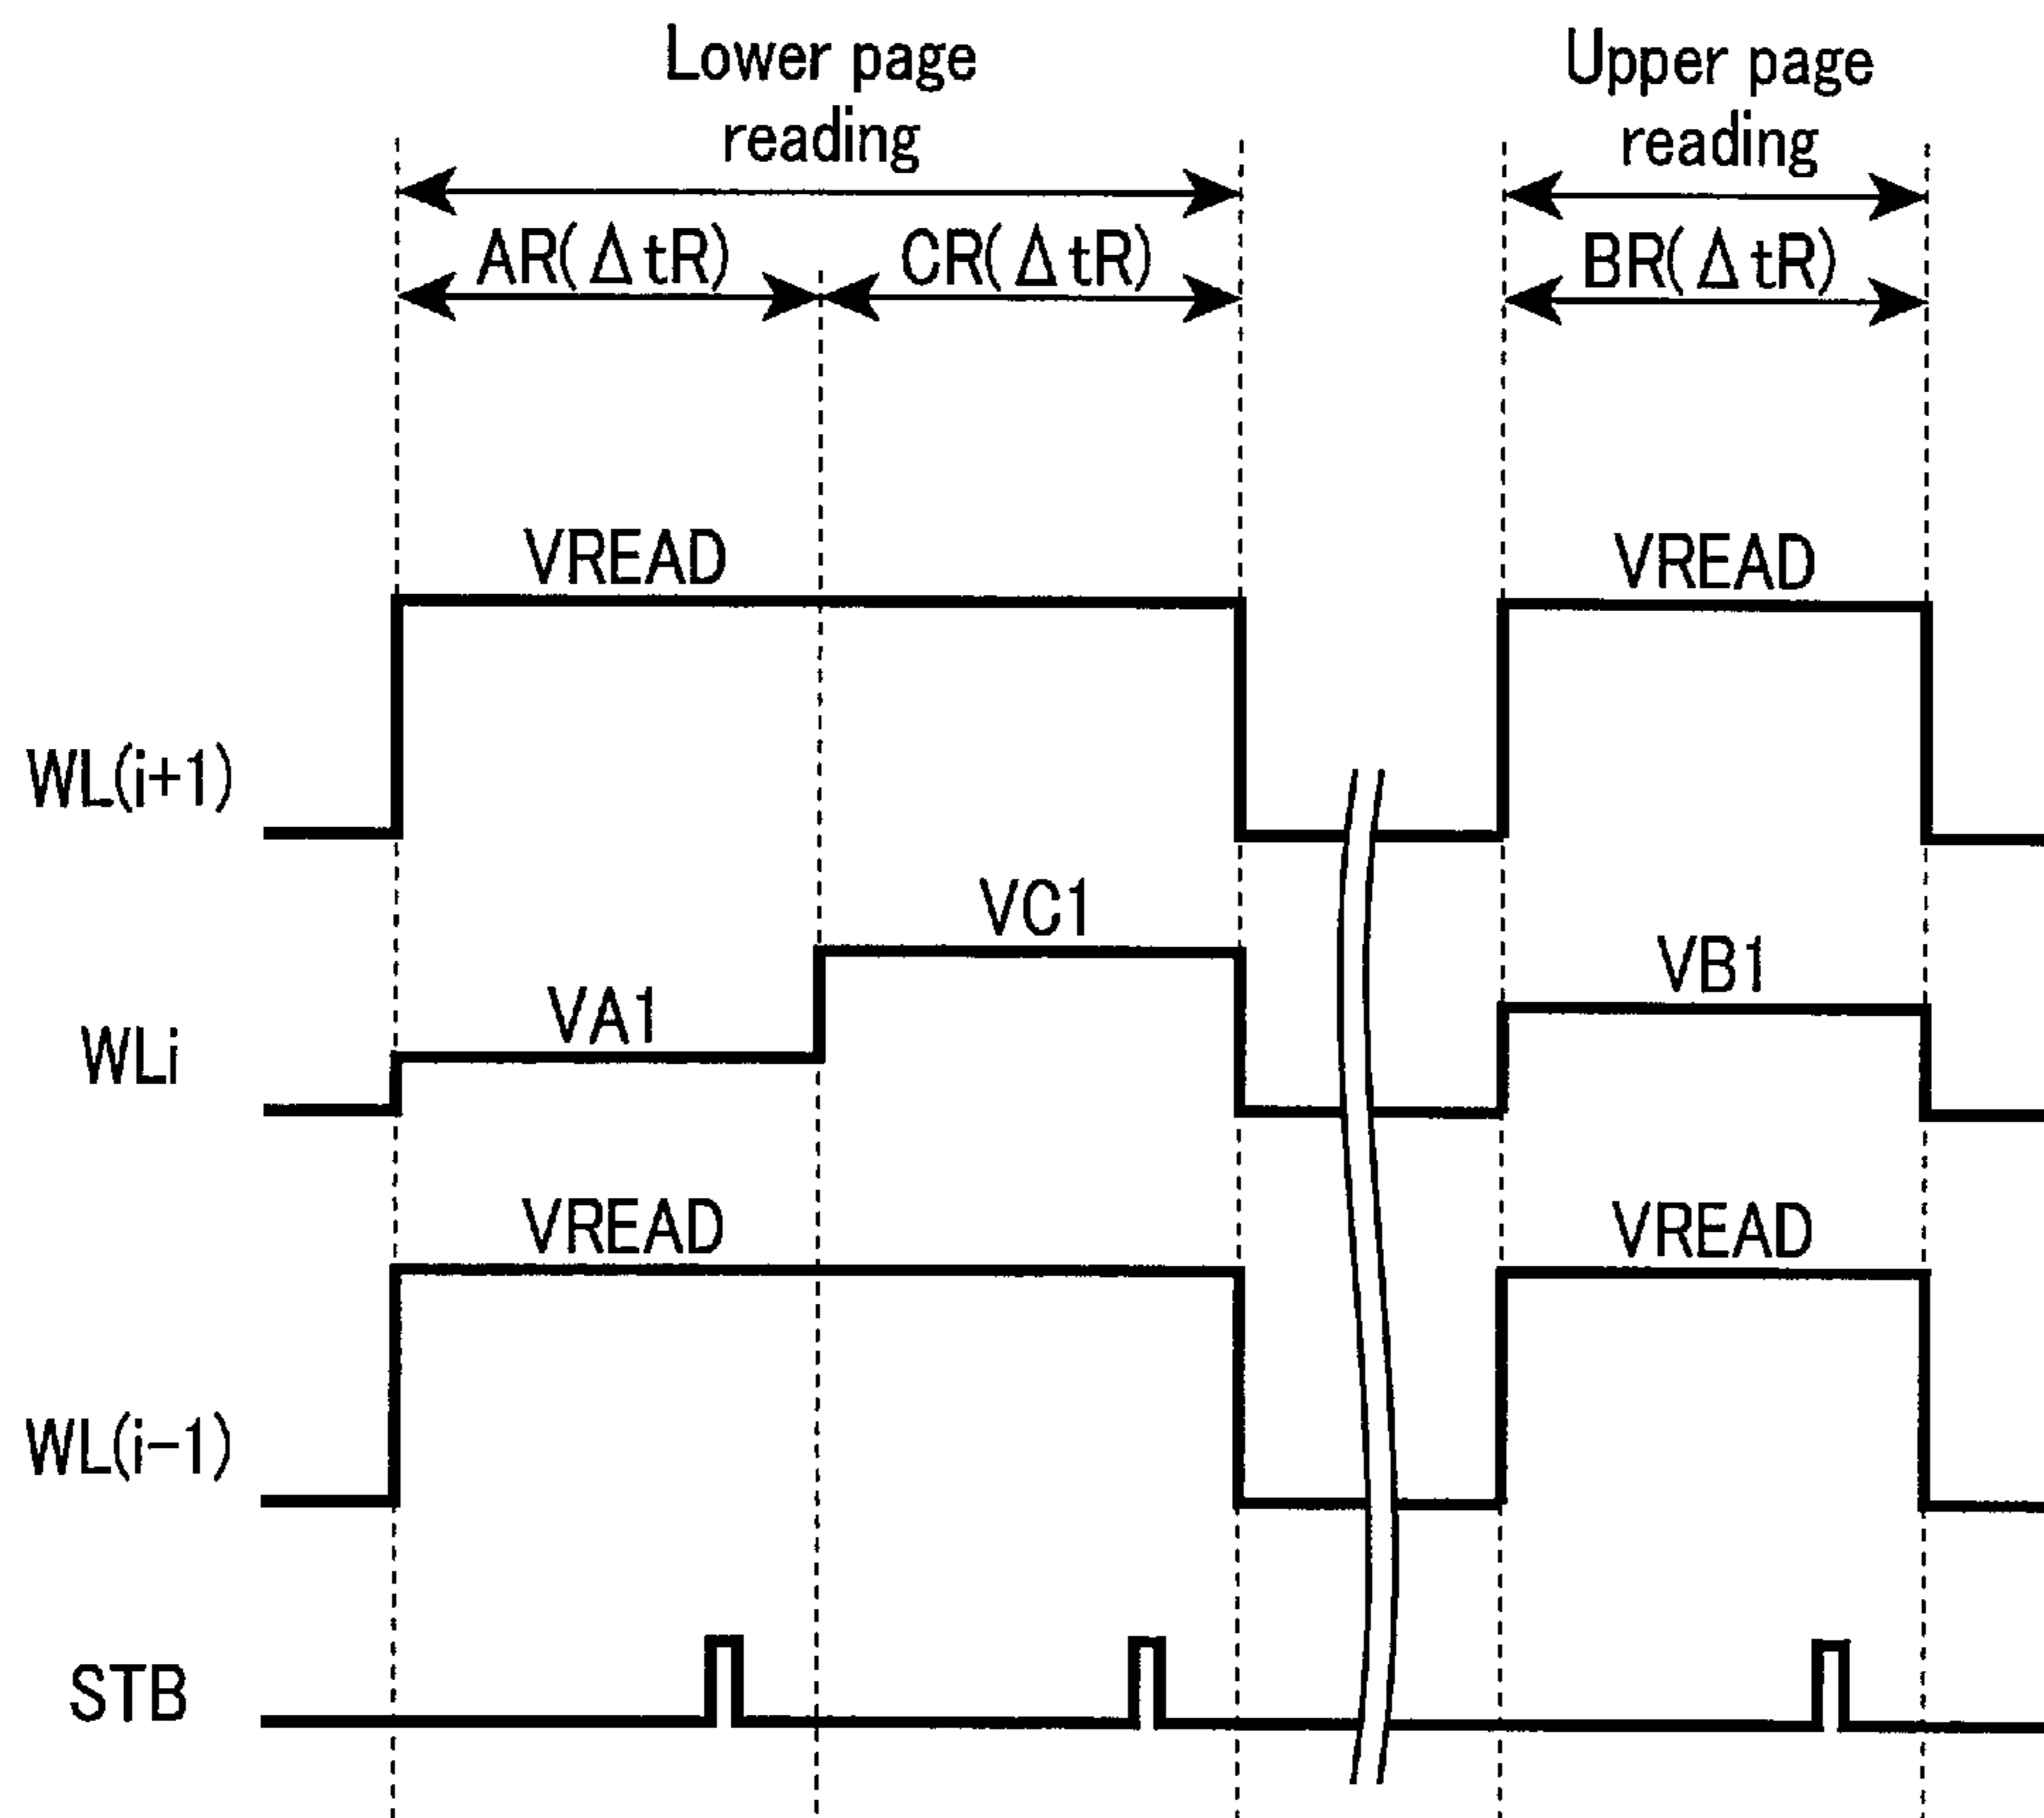 Lower page
reading
Upper page
reading
AR(ΔtR)
CR(ΔtR)
BR(ΔtR)
VREAD
VREAD
WL(i+1)
VC1
VB1
VA1
WLi
VREAD
VREAD
WL(i−1)
STB